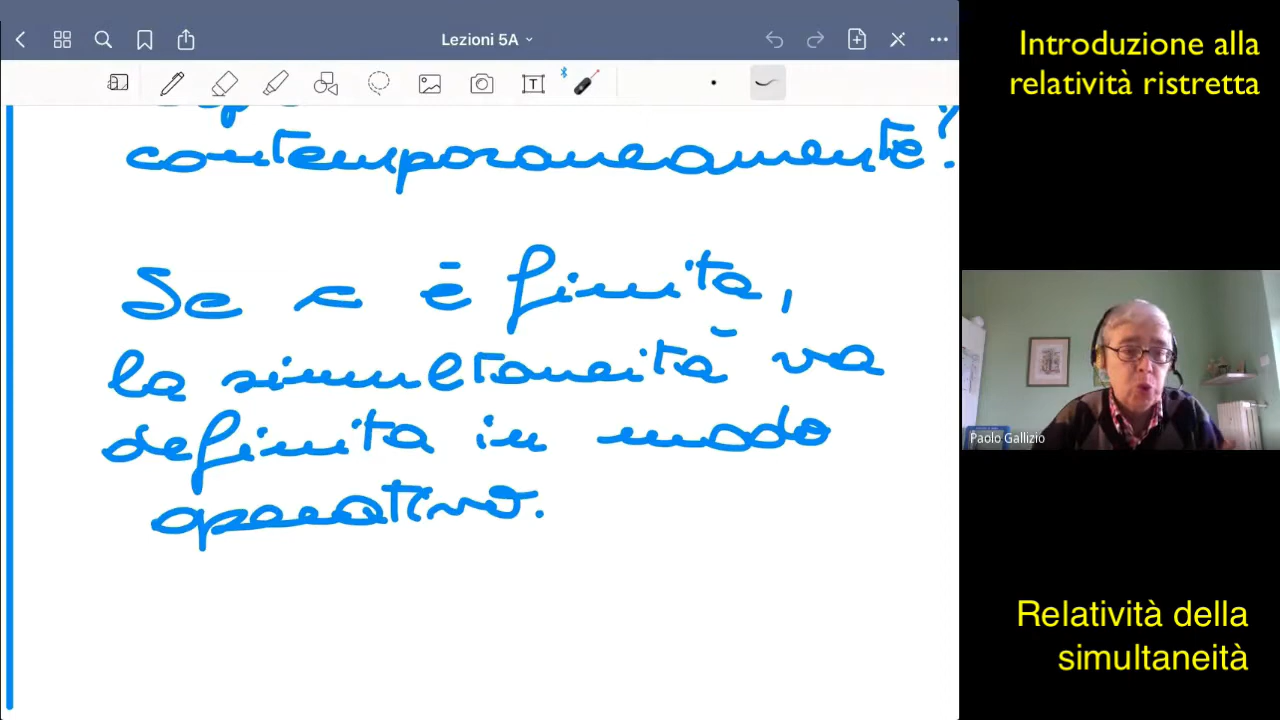 Lezioni 5A
contemporaneamente?
Se c è finita,
la simultaneità va
definita in modo
operativo.
Introduzione alla
relatività ristretta
Paolo Gallizio
Relatività della
simultaneità